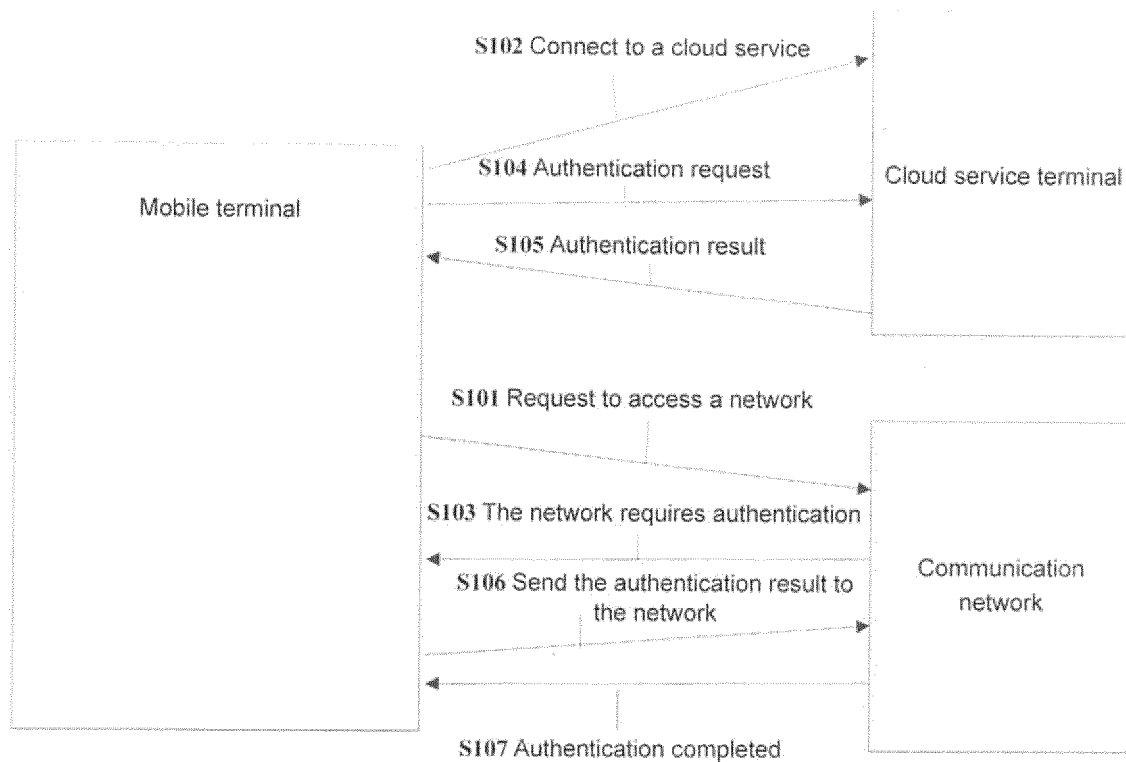 S102 Connect to a cloud service
Mobile terminal
S104 Authentication request
Cloud service terminal
S105 Authentication result
S101 Request to access a network
S103 The network requires authentication
S106 Send the authentication result to
the network
Communication
network
S107 Authentication completed